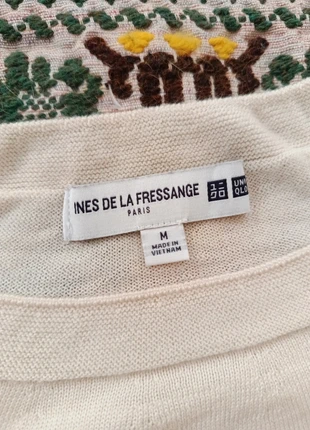 INES DE LA FRESSANGE
PARIS
ユニ
クロ
UNI
QLO
M
MADE IN
VIETNAM